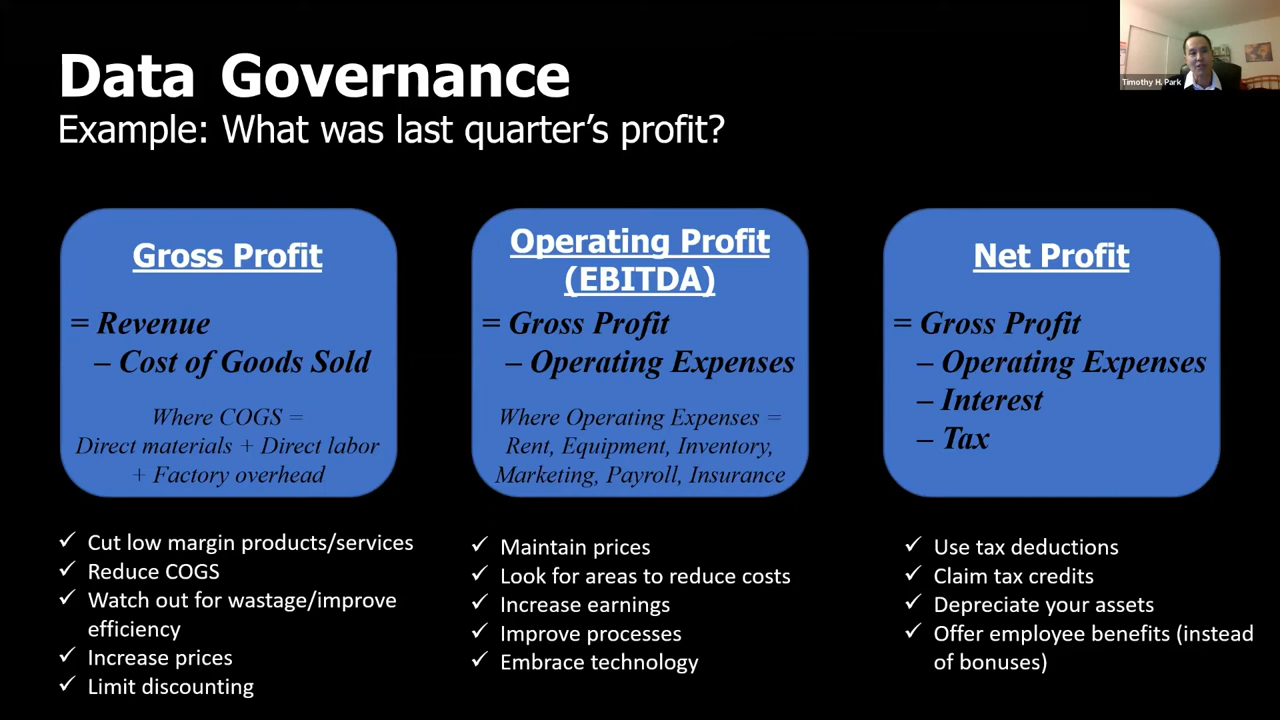 Data Governance
Example: What was last quarter’s profit?
Timothy H. Park
Gross Profit
= Revenue
– Cost of Goods Sold
Where COGS =
Direct materials + Direct labor
+ Factory overhead
✓ Cut low margin products/services
✓ Reduce COGS
✓ Watch out for wastage/improve
efficiency
✓ Increase prices
✓ Limit discounting
Operating Profit
(EBITDA)
= Gross Profit
– Operating Expenses
Where Operating Expenses =
Rent, Equipment, Inventory,
Marketing, Payroll, Insurance
✓ Maintain prices
✓ Look for areas to reduce costs
✓ Increase earnings
✓ Improve processes
✓ Embrace technology
Net Profit
= Gross Profit
– Operating Expenses
– Interest
– Tax
✓ Use tax deductions
✓ Claim tax credits
✓ Depreciate your assets
✓ Offer employee benefits (instead
of bonuses)